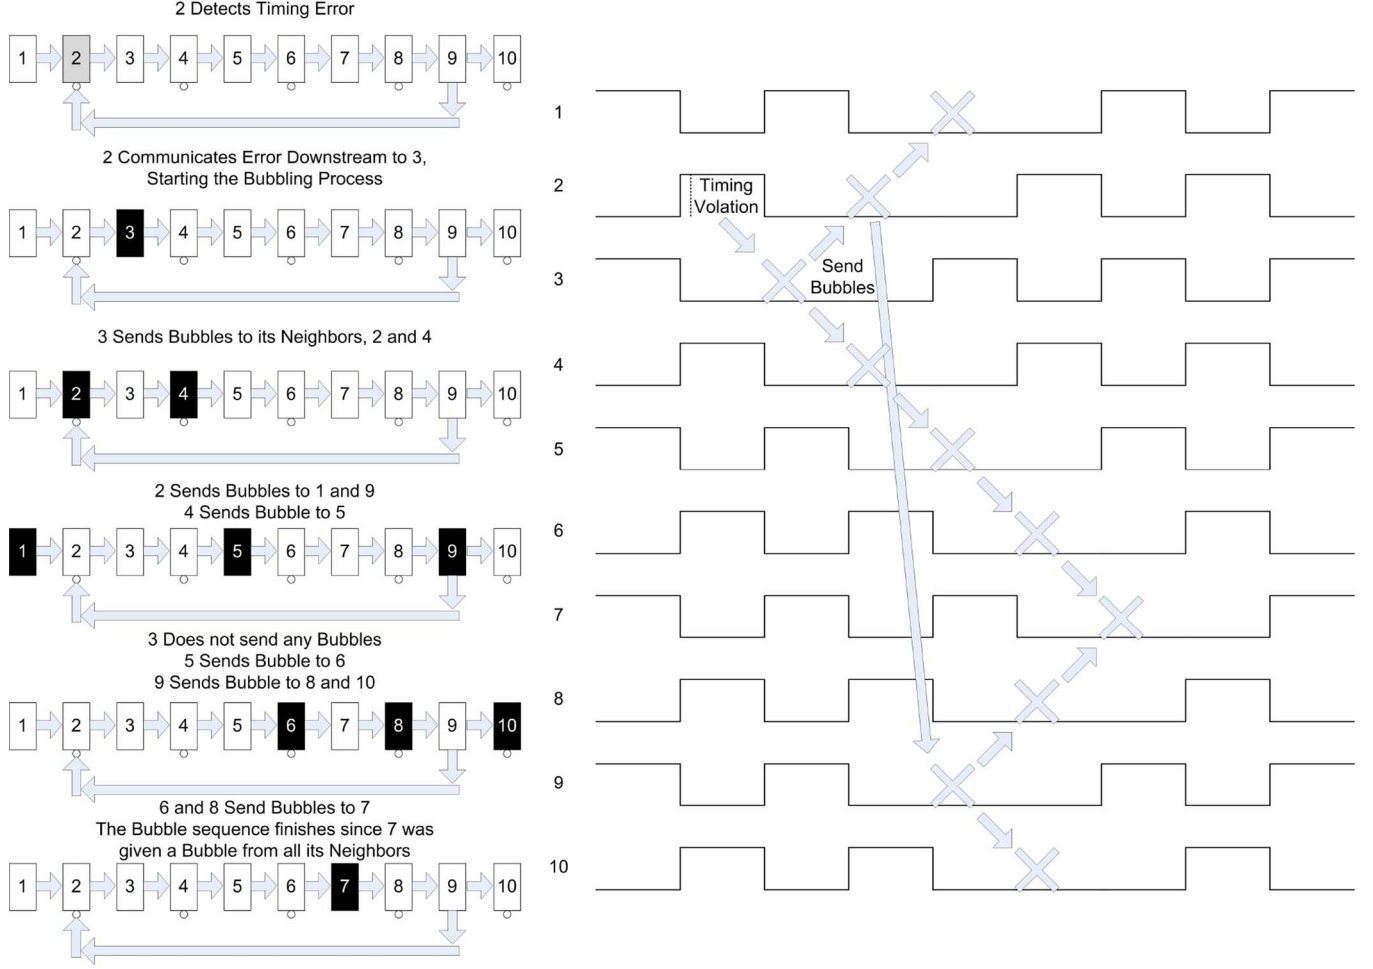 2 Detects Timing Error
1 2 3 4 5 6 7 8 9 10
2 Communicates Error Downstream to 3,
Starting the Bubbling Process
1 2 3 4 5 6 7 8 9 10
3 Sends Bubbles to its Neighbors, 2 and 4
1 2 3 4 5 6 7 8 9 10
2 Sends Bubbles to 1 and 9
4 Sends Bubble to 5
1 2 3 4 5 6 7 8 9 10
3 Does not send any Bubbles
5 Sends Bubble to 6
9 Sends Bubble to 8 and 10
1 2 3 4 5 6 7 8 9 10
6 and 8 Send Bubbles to 7
The Bubble sequence finishes since 7 was
given a Bubble from all its Neighbors
1 2 3 4 5 6 7 8 9 10
1
2
Timing
Volation
3
Send
Bubbles
4
5
6
7
8
9
10